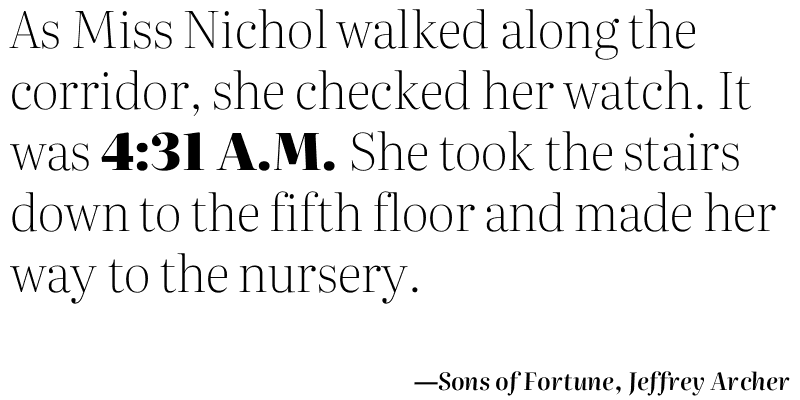 As Miss Nichol walked along the
corridor, she checked her watch. It
was 4:31 A.M. She took the stairs
down to the fifth floor and made her
way to the nursery.
—Sons of Fortune, Jeffrey Archer